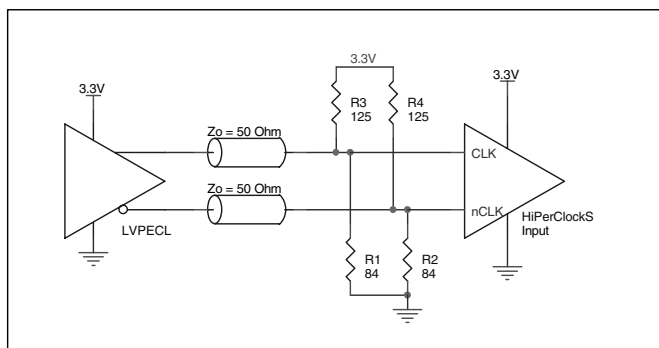 3.3V
3.3V
3.3V
R3
125
R4
125
Zo = 50 Ohm
CLK
Zo = 50 Ohm
nCLK
HiPerClockS
Input
LVPECL
R1
84
R2
84